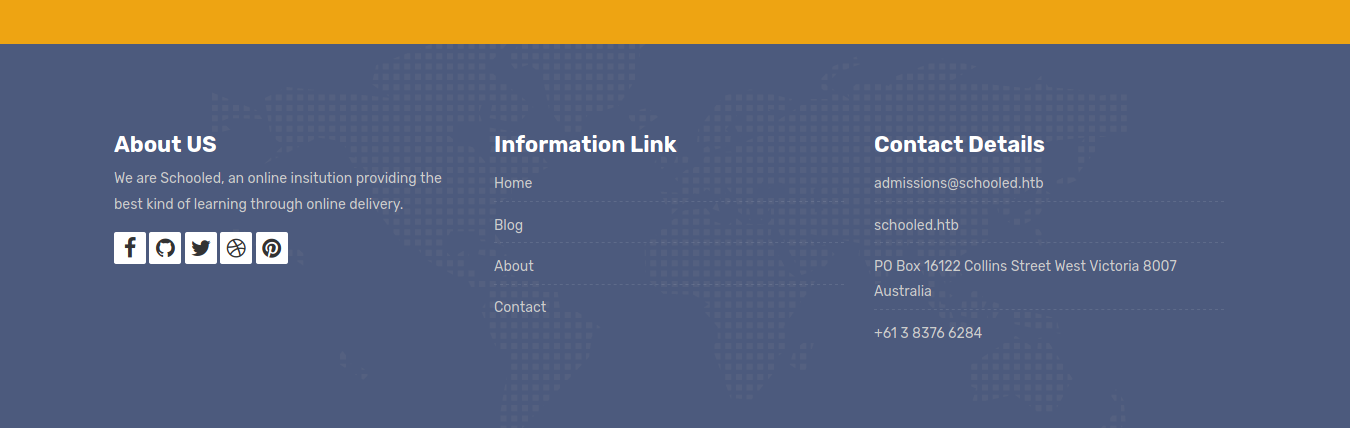 About US
We are Schooled, an online insitution providing the
best kind of learning through online delivery.
Information Link
Home
Blog
About
Contact
Contact Details
admissions@schooled.htb
schooled.htb
PO Box 16122 Collins Street West Victoria 8007
Australia
+61 3 8376 6284